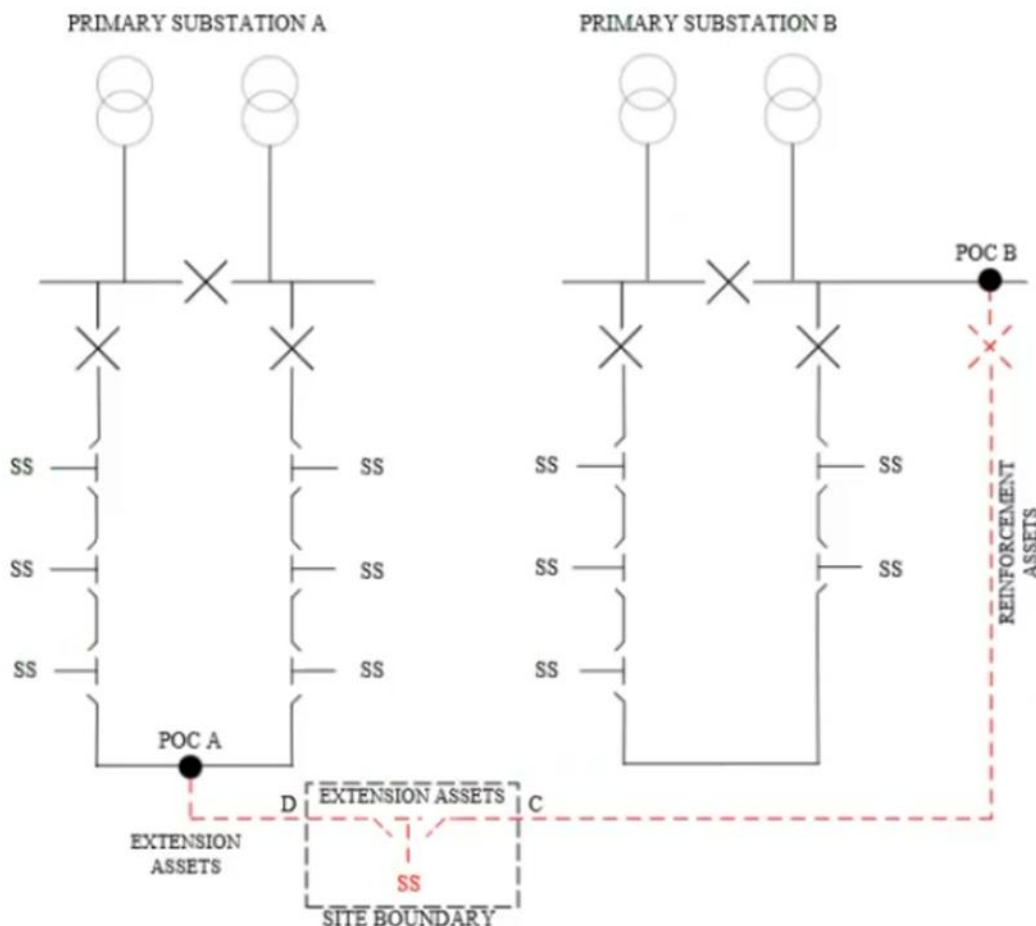 PRIMARY SUBSTATION A
PRIMARY SUBSTATION B
POC B
SS
SS
SS
SS
SS
SS
SS
SS
REINFORCEMENT
ASSETS
SS
SS
SS
POC A
D
EXTENSION ASSETS
C
EXTENSION
ASSETS
SS
SITE BOUNDARY